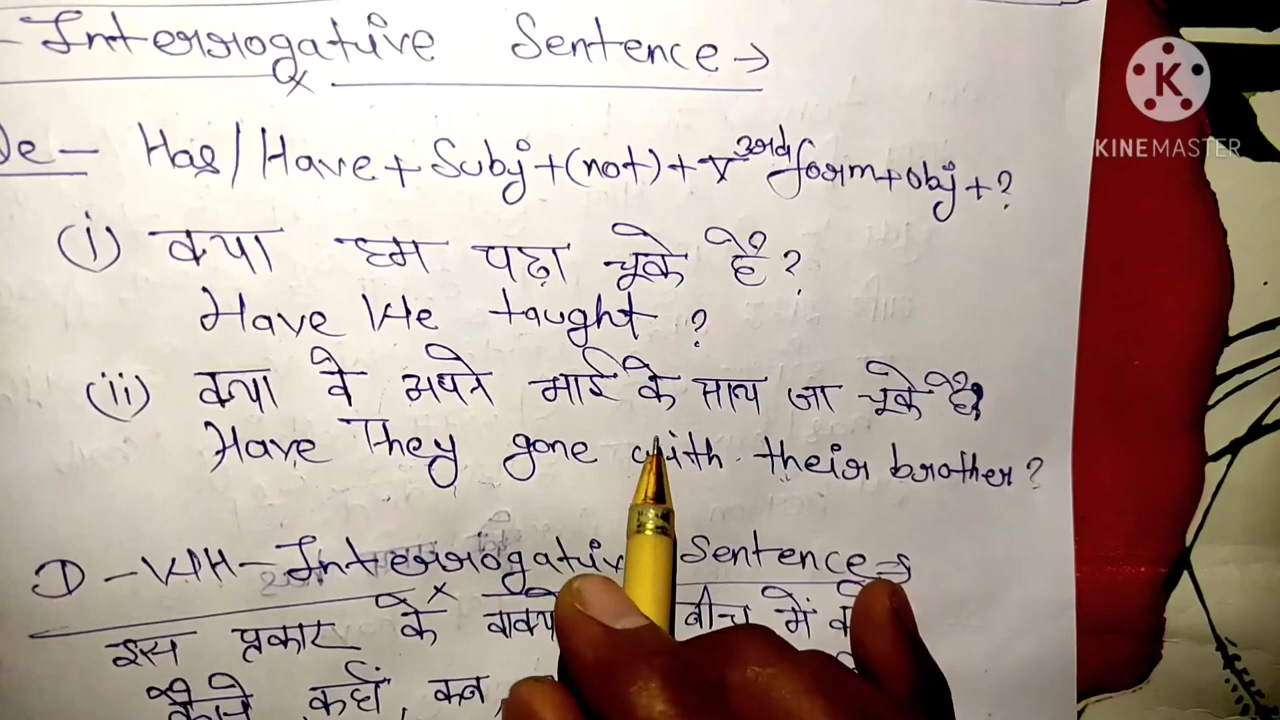 Interrogative Sentence →
K
KINEMASTER
Has/Have + Subj + (not) + V 3rd form + obj + ?
(i) क्या हम पढ़ा चूके हैं?
Have We taught ?
(ii) क्या वे अपने भाई के साथ जा चूके हैं?
Have They gone with their brother?
D - WH - Interrogative Sentence →
इस प्रकार के बीच में
कैसे, कहाँ, कब,